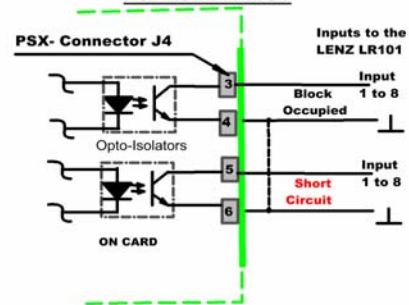 Inputs to the
LENZ LR101
PSX- Connector J4
3
Input
1 to 8
Block
Occupied
4
Opto-Isolators
5
Input
1 to 8
Short
Circuit
6
ON CARD